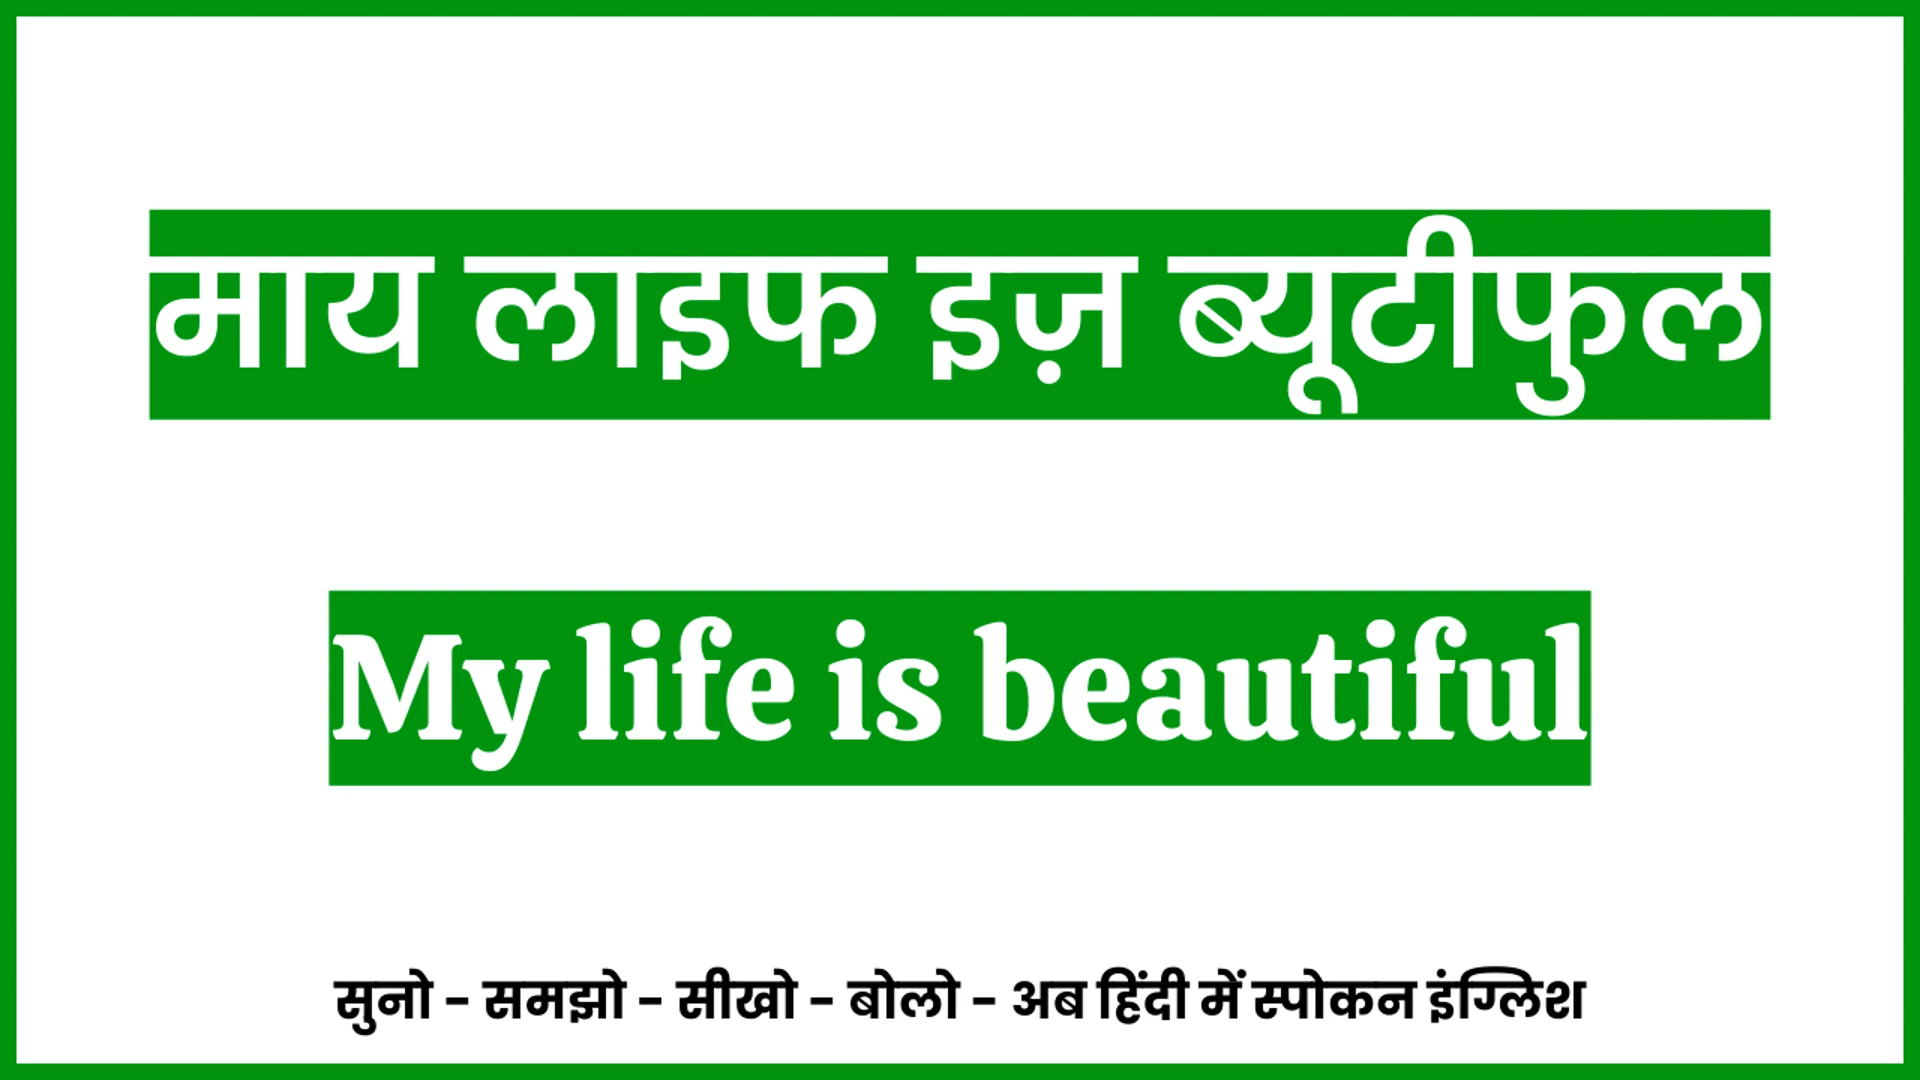 माय लाइफ इज़ ब्यूटीफुल
My life is beautiful
सुनो - समझो - सीखो - बोलो - अब हिंदी में स्पोकन इंग्लिश